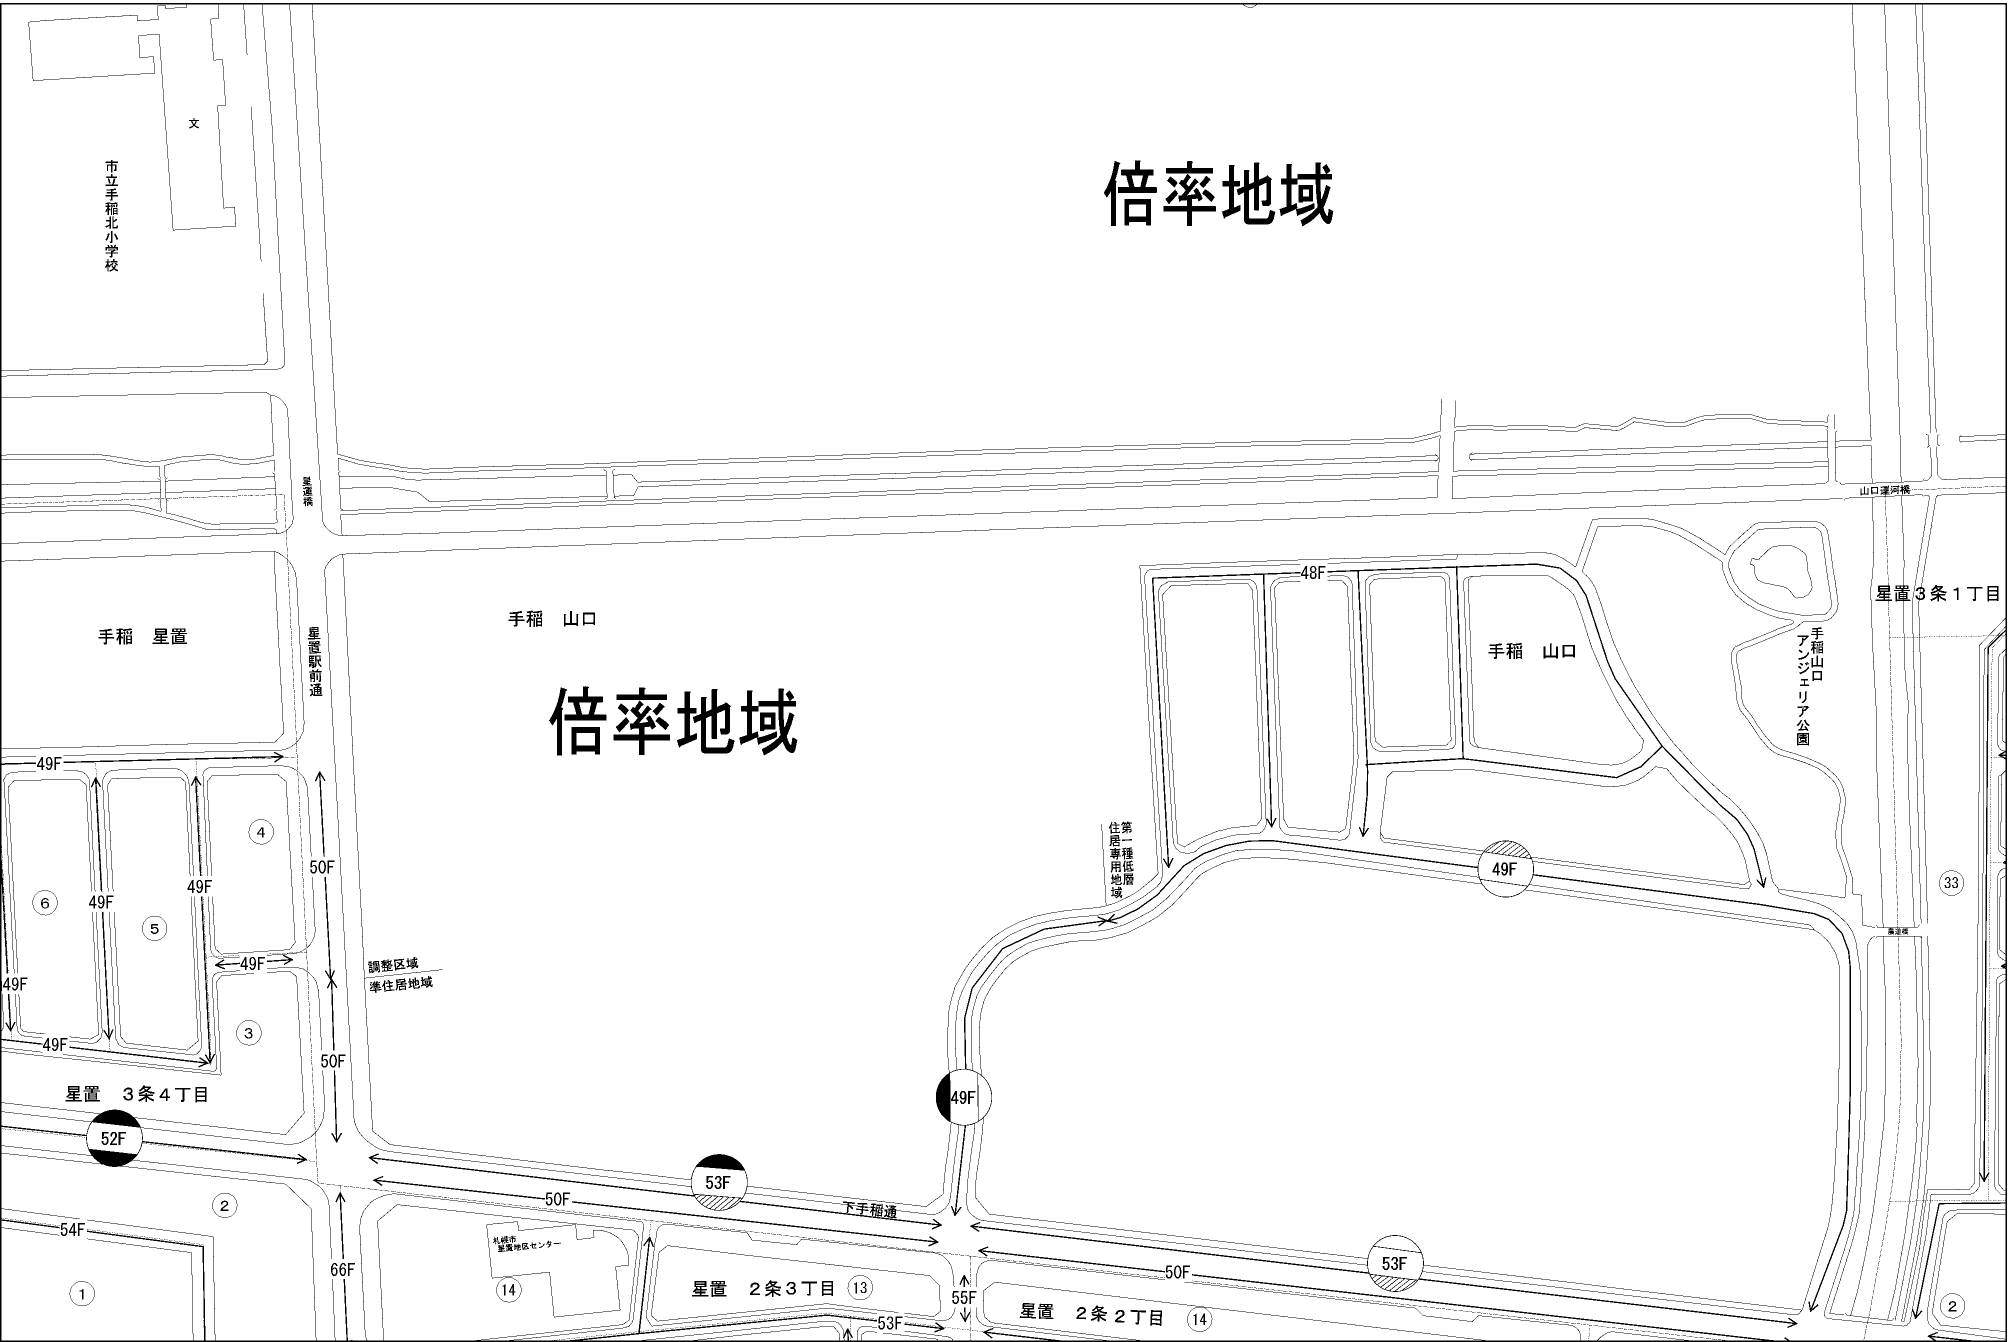 文
市立手稲北小学校
倍率地域
星運橋
山口運河橋
48F
星置3条1丁目
手稲　山口
手稲　星置
星置駅前通
手稲　山口
手稲山口
アンジェリア公園
倍率地域
49F
4
50F
第一種低層
住居専用地域
49F
49F
49F
33
6
5
農道橋
49F
調整区域
準住居地域
49F
3
49F
50F
星置　3条4丁目
49F
52F
53F
50F
下手稲通
2
54F
札幌市
星置地区センター
66F
53F
50F
1
14
星置　2条3丁目
13
55F
星置　2条2丁目
14
2
53F